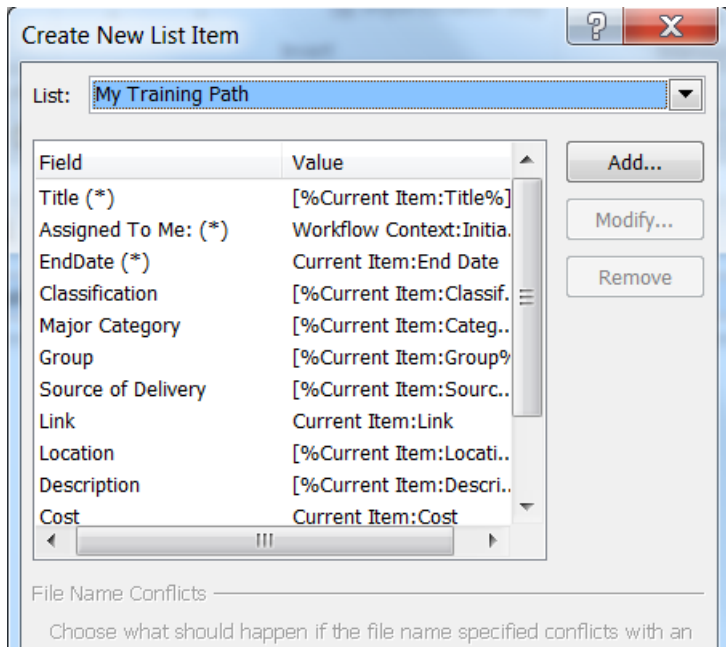 Create New List Item
List: My Training Path
Field Value
Title (*) [%Current Item:Title%]
Assigned To Me: (*) Workflow Context:Initia.
EndDate (*) Current Item:End Date
Classification [%Current Item:Classif.
Major Category [%Current Item:Categ..
Group [%Current Item:Group%
Source of Delivery [%Current Item:Sourc..
Link Current Item:Link
Location [%Current Item:Locati..
Description [%Current Item:Descri..
Cost Current Item:Cost
Add...
Modify...
Remove
File Name Conflicts
Choose what should happen if the file name specified conflicts with an